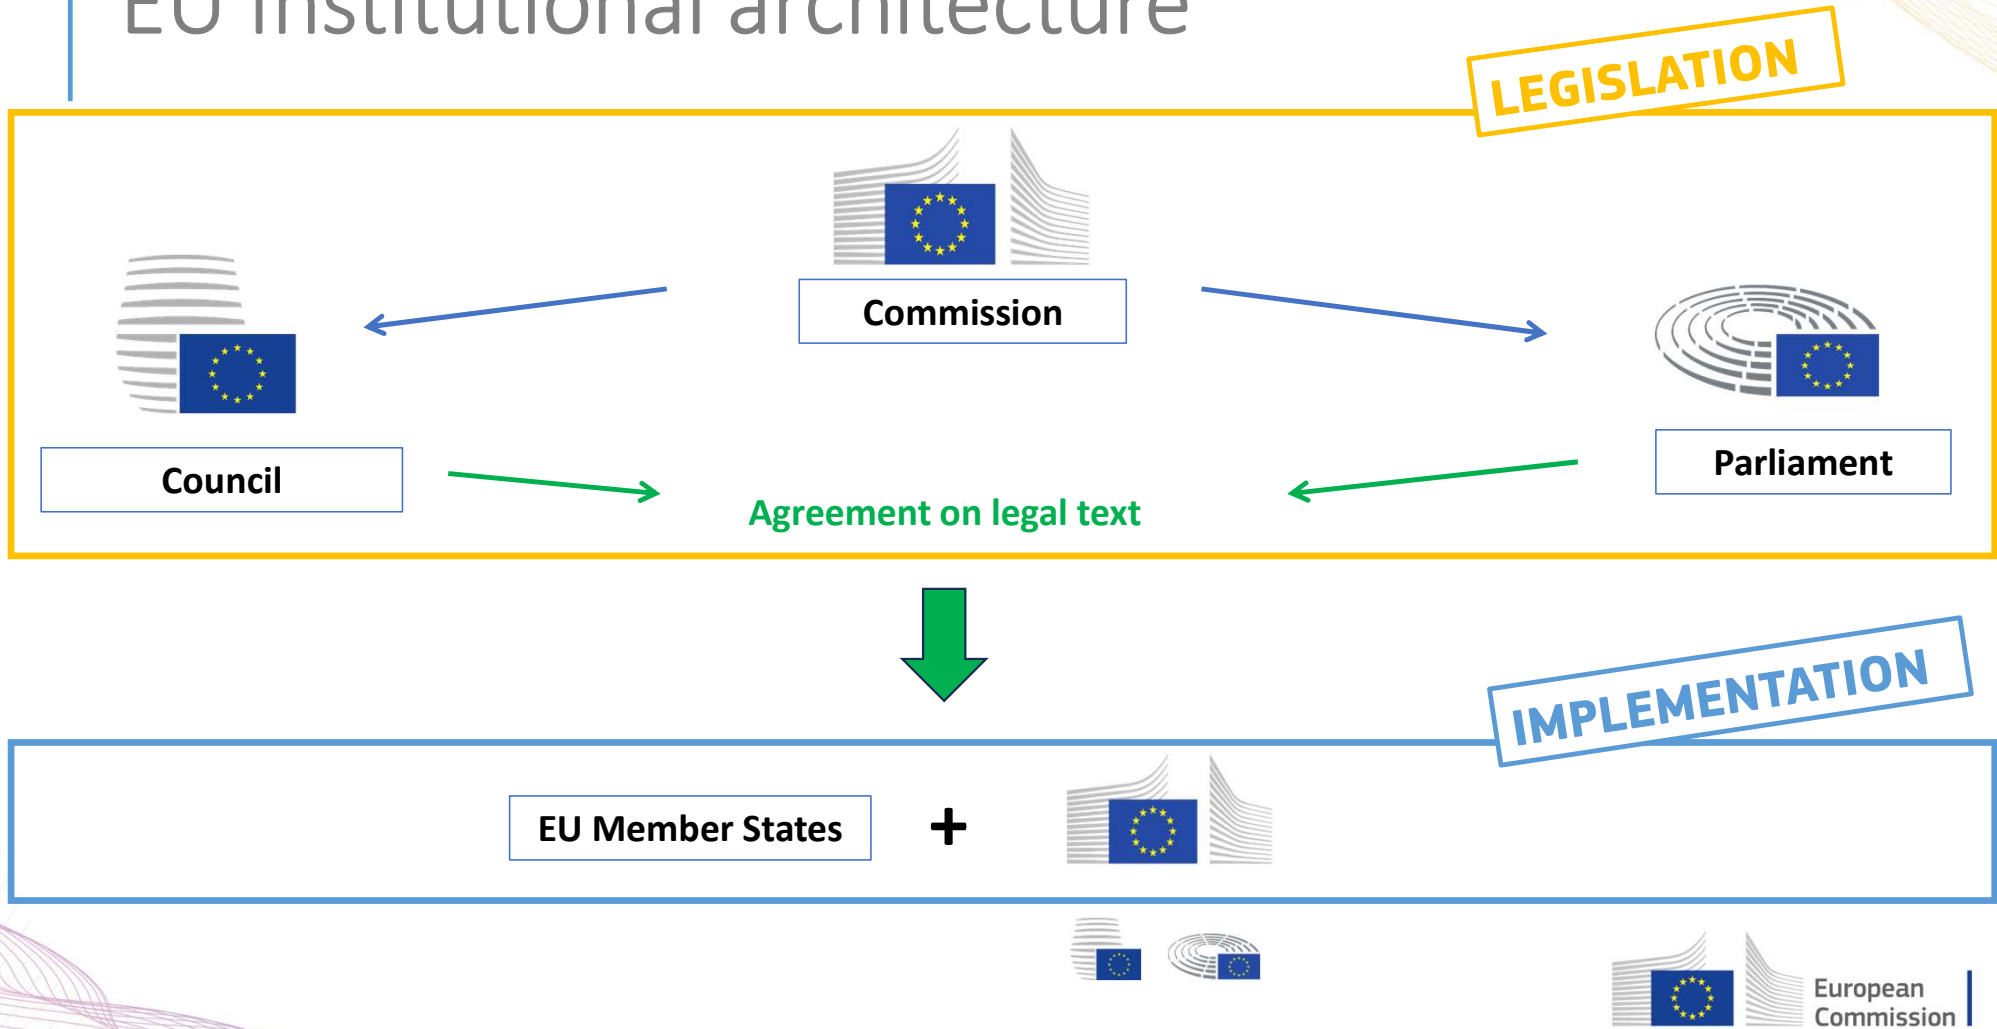 EU Institutional architecture
LEGISLATION
Commission
Council
Parliament
Agreement on legal text
IMPLEMENTATION
EU Member States
+
European
Commission